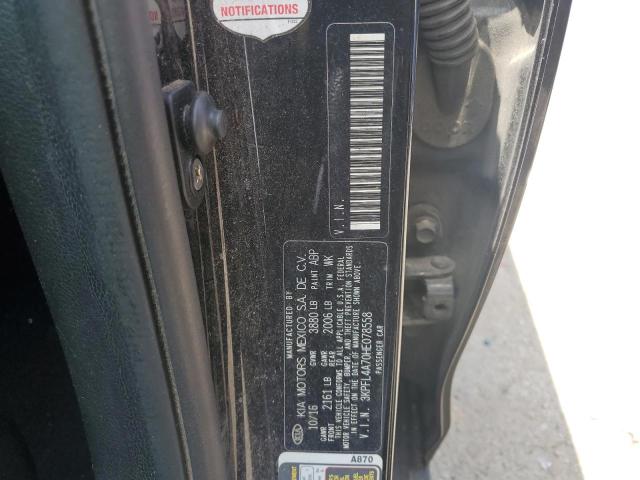 NOTIFICATIONS
MANUFACTURED BY
KIA MOTORS MEXICO S.A. DE C.V.
10/16 GVWR 3880 LB PAINT ABP
GAWR FRONT 2161 LB GAWR REAR 2006 LB TRIM WK
THIS VEHICLE CONFORMS TO ALL APPLICABLE U.S.A. FEDERAL
MOTOR VEHICLE SAFETY, BUMPER, AND THEFT PREVENTION STANDARDS
IN EFFECT ON THE DATE OF MANUFACTURE SHOWN ABOVE.
V.I.N. 3KPFL4A70HE078558
PASSENGER CAR
V.I.N.
A870